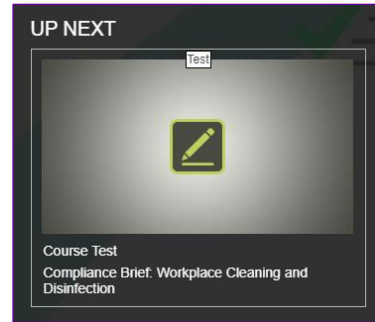 UP NEXT
Test
Course Test
Compliance Brief: Workplace Cleaning and
Disinfection